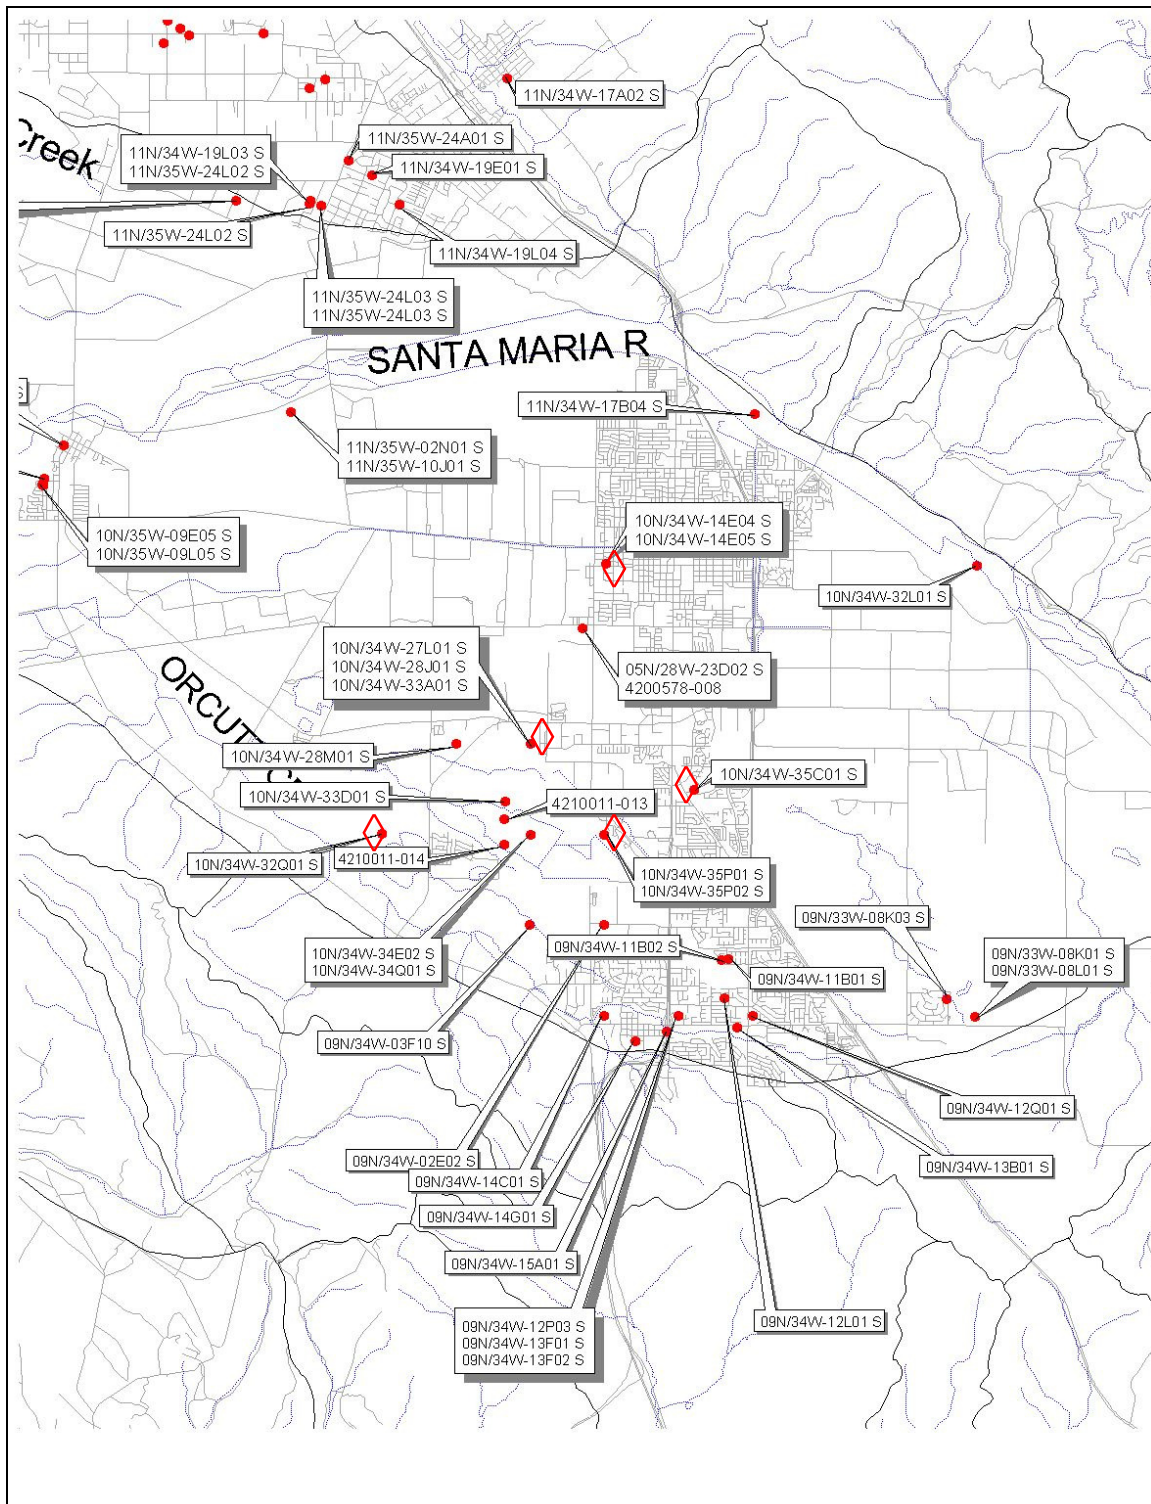 11N/34W-17A02 S
11N/35W-24A01 S
Creek
11N/34W-19L03 S
11N/35W-24L02 S
11N/34W-19E01 S
11N/35W-24L02 S
11N/34W-19L04 S
11N/35W-24L03 S
11N/35W-24L03 S
SANTA MARIA R
S
11N/34W-17B04 S
11N/35W-02N01 S
11N/35W-10J01 S
10N/35W-09E05 S
10N/35W-09L05 S
10N/34W-14E04 S
10N/34W-14E05 S
10N/34W-32L01 S
10N/34W-27L01 S
10N/34W-28J01 S
10N/34W-33A01 S
05N/28W-23D02 S
4200578-008
ORCUTT C
10N/34W-28M01 S
10N/34W-35C01 S
10N/34W-33D01 S
4210011-013
10N/34W-32Q01 S
4210011-014
10N/34W-35P01 S
10N/34W-35P02 S
09N/33W-08K03 S
10N/34W-34E02 S
10N/34W-34Q01 S
09N/34W-11B02 S
09N/34W-11B01 S
09N/33W-08K01 S
09N/33W-08L01 S
09N/34W-03F10 S
09N/34W-12Q01 S
09N/34W-02E02 S
09N/34W-13B01 S
09N/34W-14C01 S
09N/34W-14G01 S
09N/34W-15A01 S
09N/34W-12P03 S
09N/34W-13F01 S
09N/34W-13F02 S
09N/34W-12L01 S